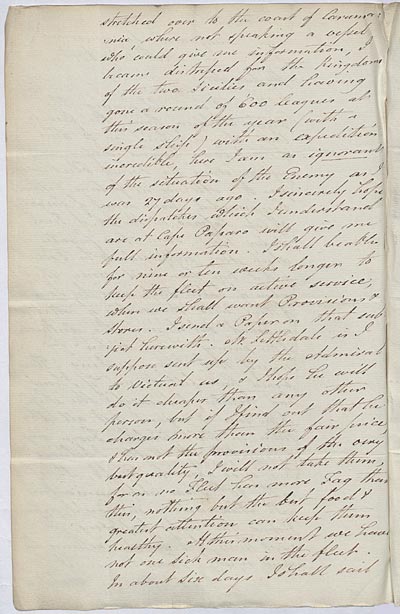 stretched over to the coast of Carama:
nia, where not speaking a vessel
who could give me information, I
became distressed for the Kingdom
of the two Sicilies, and having
gone a round of 600 leagues at
this season of the year (with a
single ship) with an expedition
incredible, here I am as ignorant
of the situation of the Enemy as I
was 27 days ago. I sincerely hope
the dispatches which I understand
are at Cape Passaro will give me
full information. I shall be able
for nine or ten weeks longer to
keep the fleet on active service,
when we shall want Provisions &
stores. I send a Paper on that sub
ject herewith. Mr Littledale is I
suppose sent up by the Admiral
to victual us, & I hope he will
do it cheaper than any other
person, but if I find out that he
charges more than the fair price
& has not the provisions of the very
best quality, I will not take them,
for as no Fleet has more Fag than
this, nothing but the best food &
greatest attention can keep them
healthy. At this moment we have
not one sick man in the fleet.
In about six days I shall sail